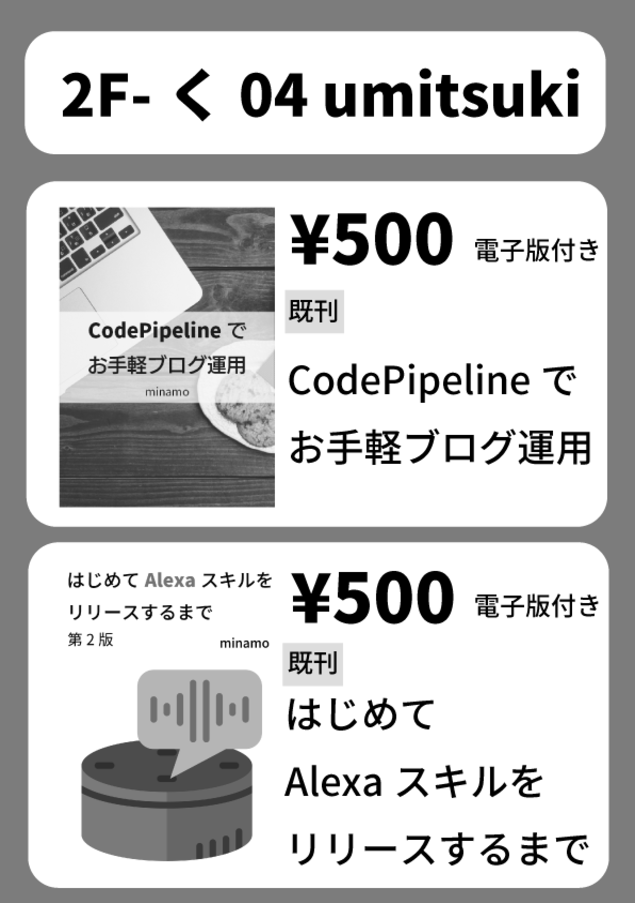 2F- く 04 umitsuki
CodePipeline で
お手軽ブログ運用
minamo
¥500 電子版付き
既刊
CodePipeline で
お手軽ブログ運用
はじめて Alexa スキルを
リリースするまで
第 2 版
minamo
¥500 電子版付き
既刊
はじめて
Alexa スキルを
リリースするまで